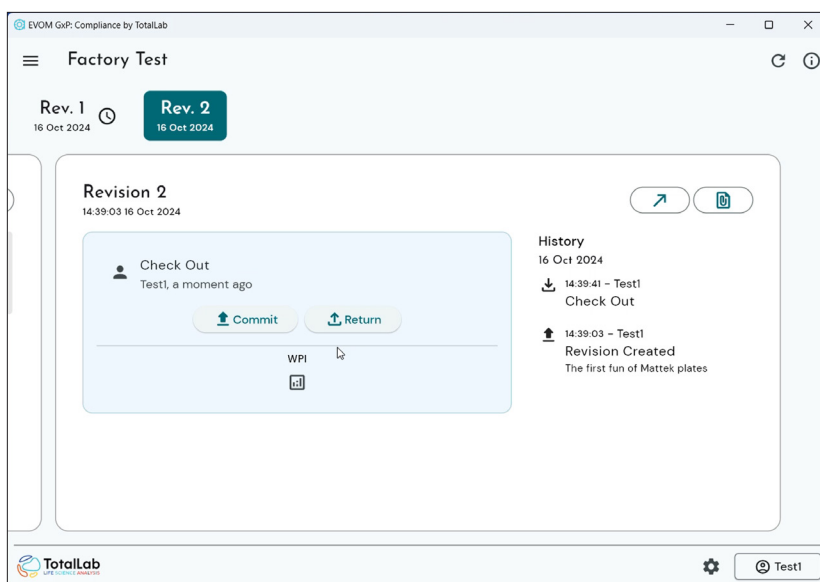 EVOM GxP: Compliance by TotalLab
Factory Test
Rev. 1
16 Oct 2024
Rev. 2
16 Oct 2024
Revision 2
14:39:03 16 Oct 2024
Check Out
Test1, a moment ago
Commit
Return
WPI
History
16 Oct 2024
14:39:41 – Test1
Check Out
14:39:03 – Test1
Revision Created
The first fun of Mattek plates
TotalLab
LIFE SCIENCE ANALYSIS
Test1